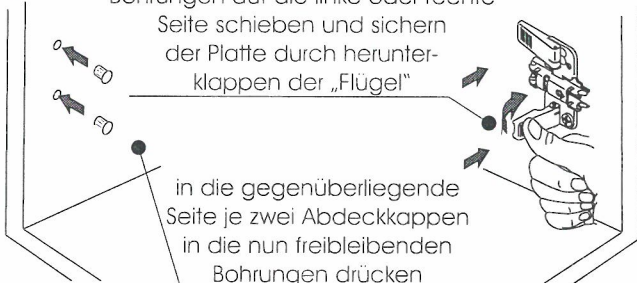 Bohrungen auf die linke oder rechte
Seite schieben und sichern
der Platte durch herunter-
klappen der „Flügel"
in die gegenüberliegende
Seite je zwei Abdeckkappen
in die nun freibleibenden
Bohrungen drücken